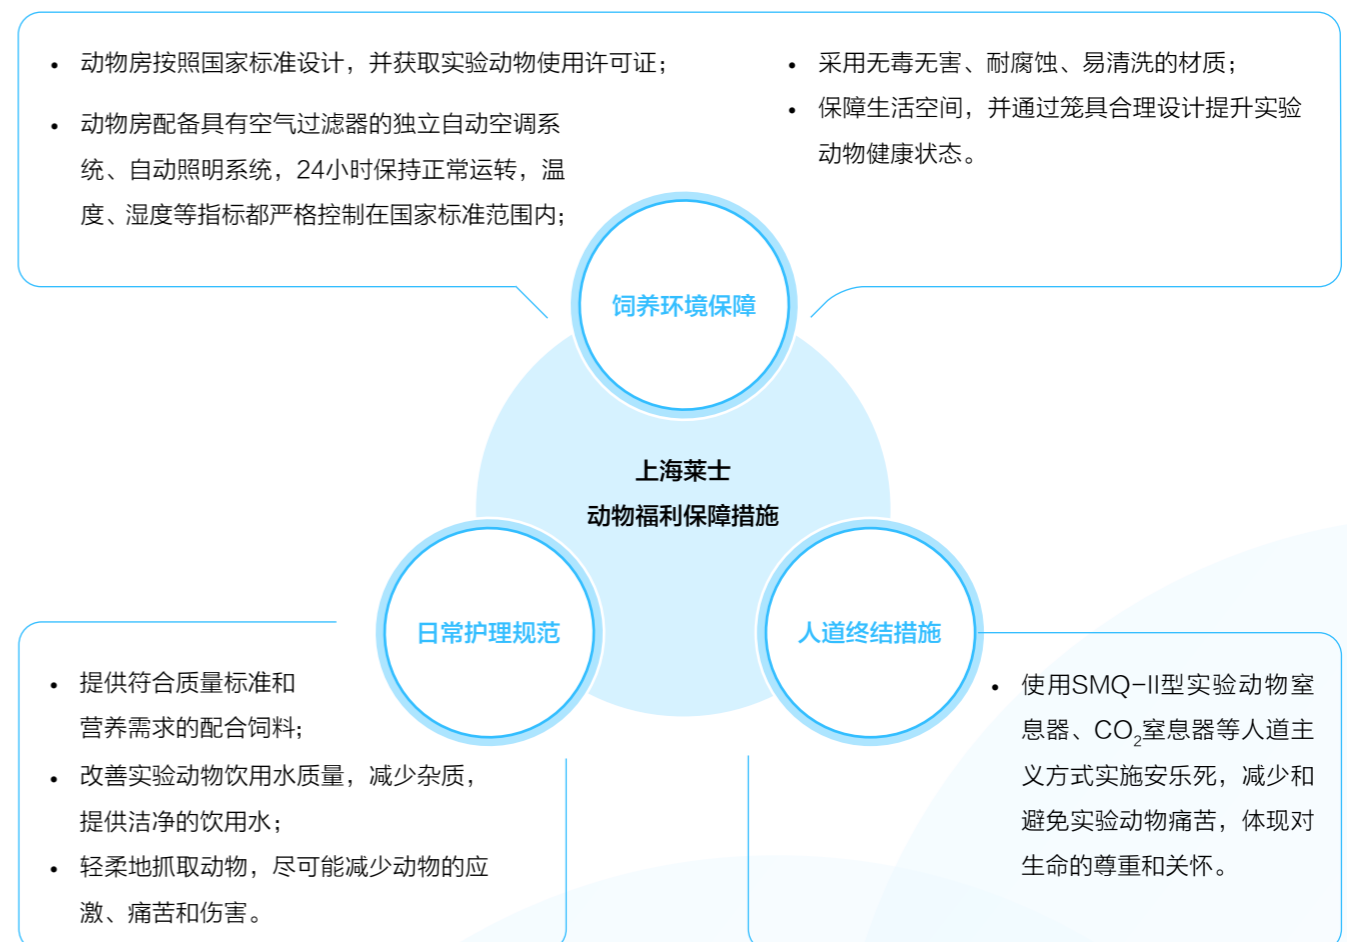 • 动物房按照国家标准设计，并获取实验动物使用许可证；
• 动物房配备具有空气过滤器的独立自动空调系
统、自动照明系统，24小时保持正常运转，温
度、湿度等指标都严格控制在国家标准范围内；
• 采用无毒无害、耐腐蚀、易清洗的材质；
• 保障生活空间，并通过笼具合理设计提升实验
动物健康状态。
饲养环境保障
上海莱士
动物福利保障措施
日常护理规范
人道终结措施
• 提供符合质量标准和
营养需求的配合饲料；
• 改善实验动物饮用水质量，减少杂质，
提供洁净的饮用水；
• 轻柔地抓取动物，尽可能减少动物的应
激、痛苦和伤害。
• 使用SMQ-II型实验动物窒
息器、CO₂窒息器等人道主
义方式实施安乐死，减少和
避免实验动物痛苦，体现对
生命的尊重和关怀。